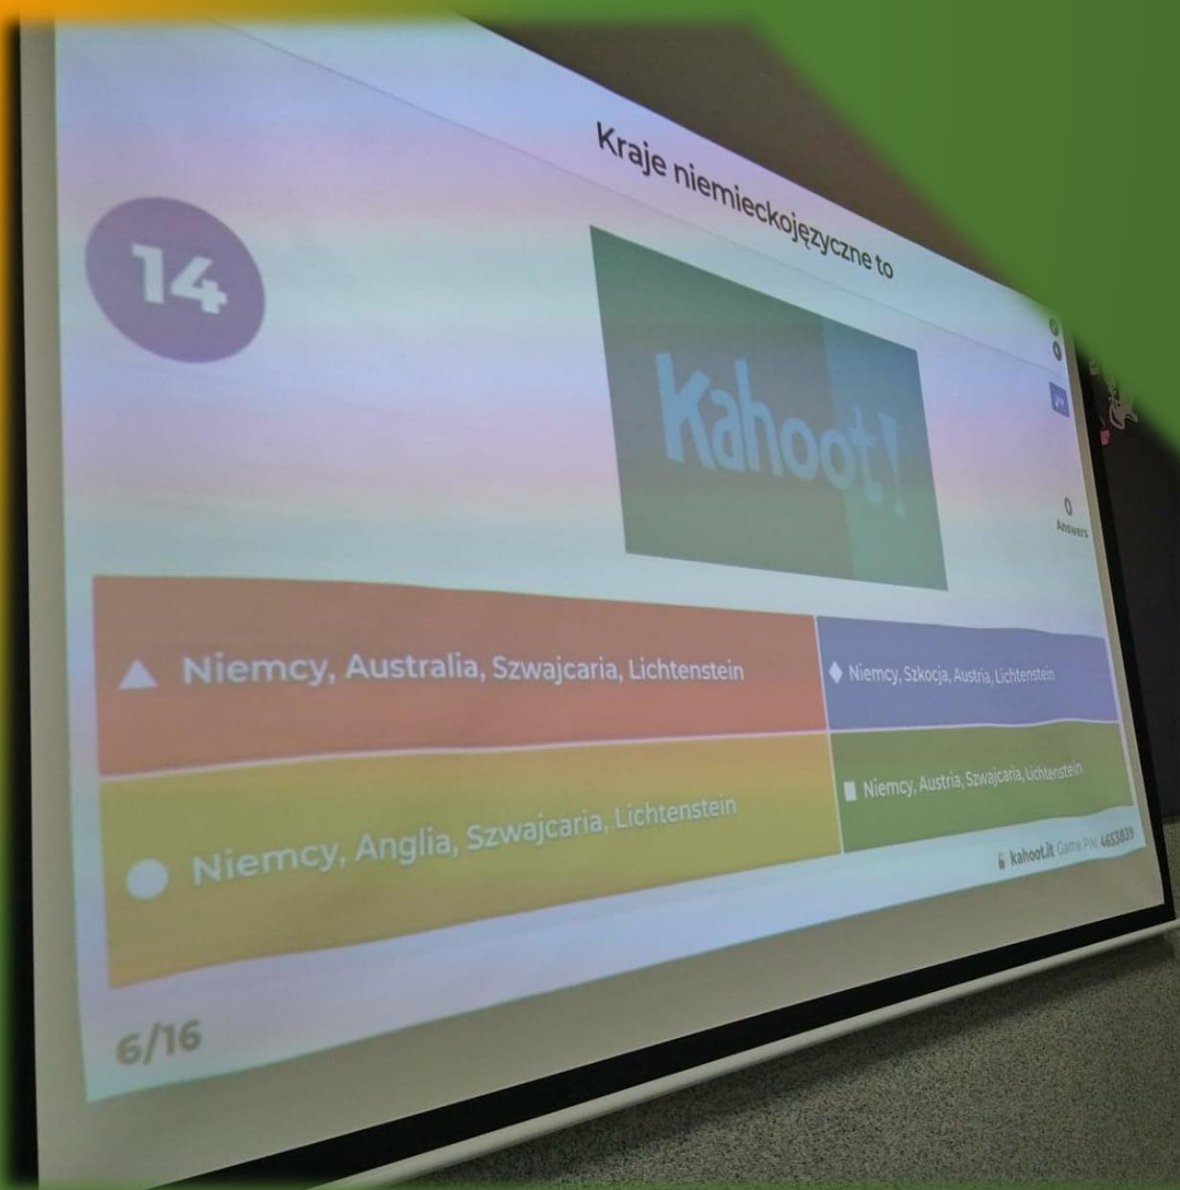 Kraje niemieckojęzyczne to
14
Kahoot!
0
Answers
Niemcy, Australia, Szwajcaria, Lichtenstein
Niemcy, Szkocja, Austria, Lichtenstein
Niemcy, Anglia, Szwajcaria, Lichtenstein
Niemcy, Austria, Szwajcaria, Lichtenstein
6/16
kahoot.it Game PIN: 4653839